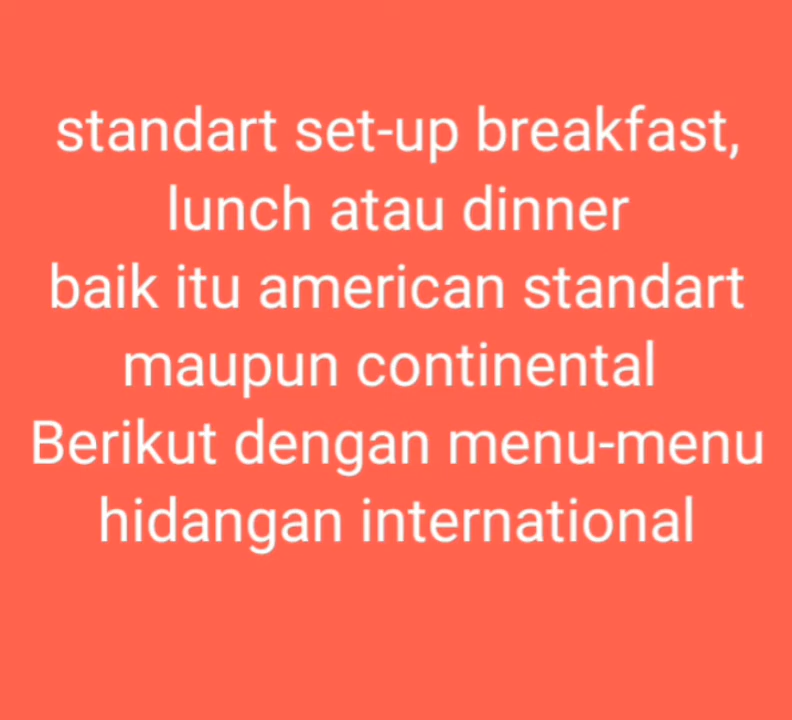 standart set-up breakfast,
lunch atau dinner
baik itu american standart
maupun continental
Berikut dengan menu-menu
hidangan international